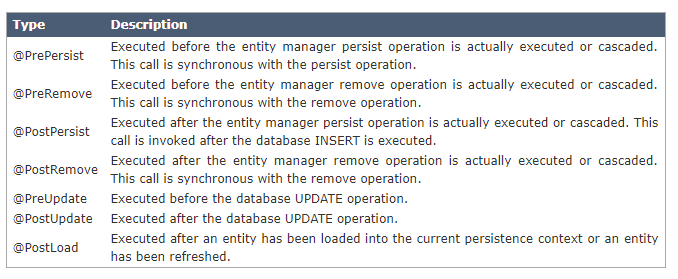 Type Description
@PrePersist Executed before the entity manager persist operation is actually executed or cascaded.
This call is synchronous with the persist operation.
@PreRemove Executed before the entity manager remove operation is actually executed or cascaded.
This call is synchronous with the remove operation.
@PostPersist Executed after the entity manager persist operation is actually executed or cascaded. This
call is invoked after the database INSERT is executed.
@PostRemove Executed after the entity manager remove operation is actually executed or cascaded.
This call is synchronous with the remove operation.
@PreUpdate Executed before the database UPDATE operation.
@PostUpdate Executed after the database UPDATE operation.
@PostLoad Executed after an entity has been loaded into the current persistence context or an entity
has been refreshed.